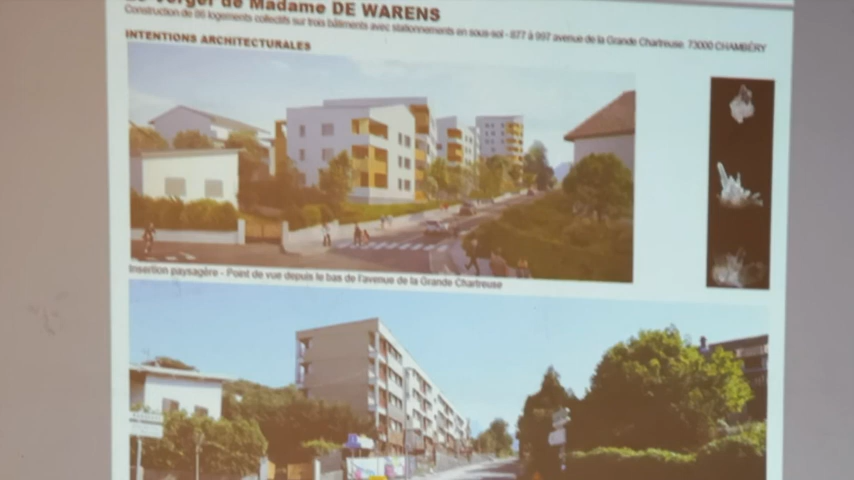 Verger de Madame DE WARENS
Construction de 86 logements collectifs sur trois bâtiments avec stationnements en sous-sol - 877 à 997 avenue de la Grande Chartreuse 73000 CHAMBÉRY
INTENTIONS ARCHITECTURALES
Insertion paysagère - Point de vue depuis le bas de l'avenue de la Grande Chartreuse